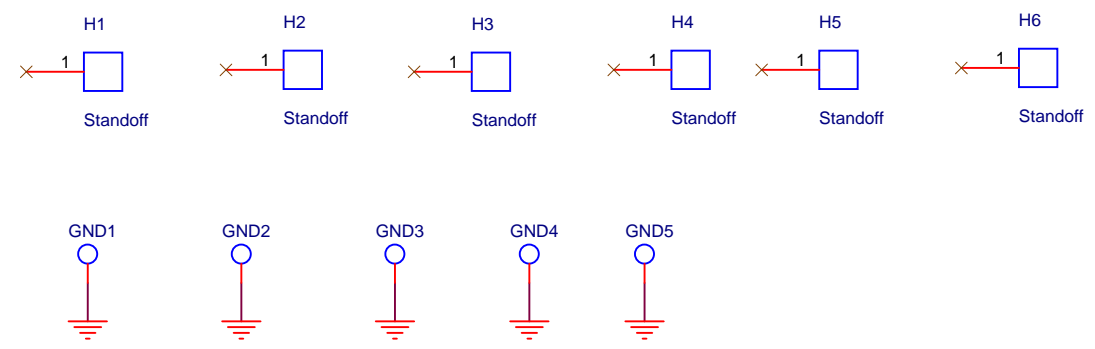 H1 H2 H3 H4 H5 H6
1 1 1 1 1 1
Standoff Standoff Standoff Standoff Standoff Standoff
GND1 GND2 GND3 GND4 GND5